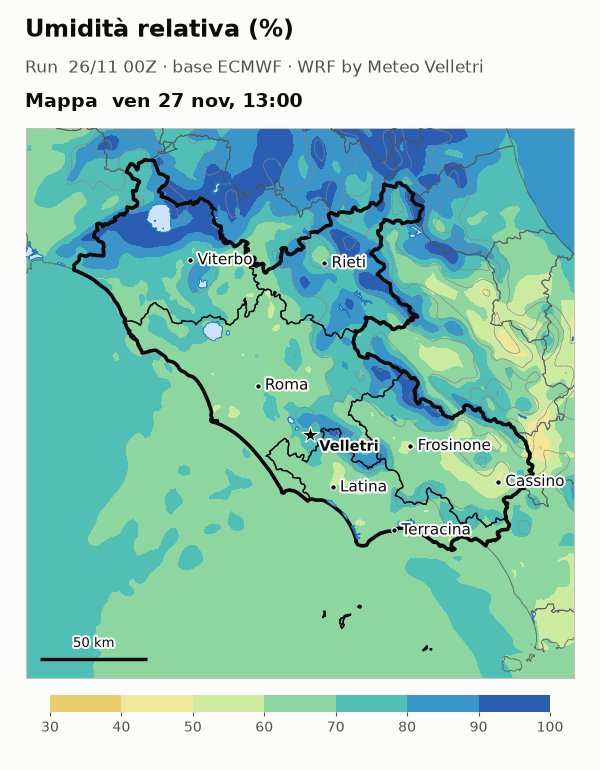 Umidità relativa (%)
Run  26/11 00Z · base ECMWF · WRF by Meteo Velletri
Mappa  ven 27 nov, 13:00
Viterbo
Rieti
Roma
Velletri
Frosinone
Cassino
Latina
Terracina
50 km
30 40 50 60 70 80 90 100